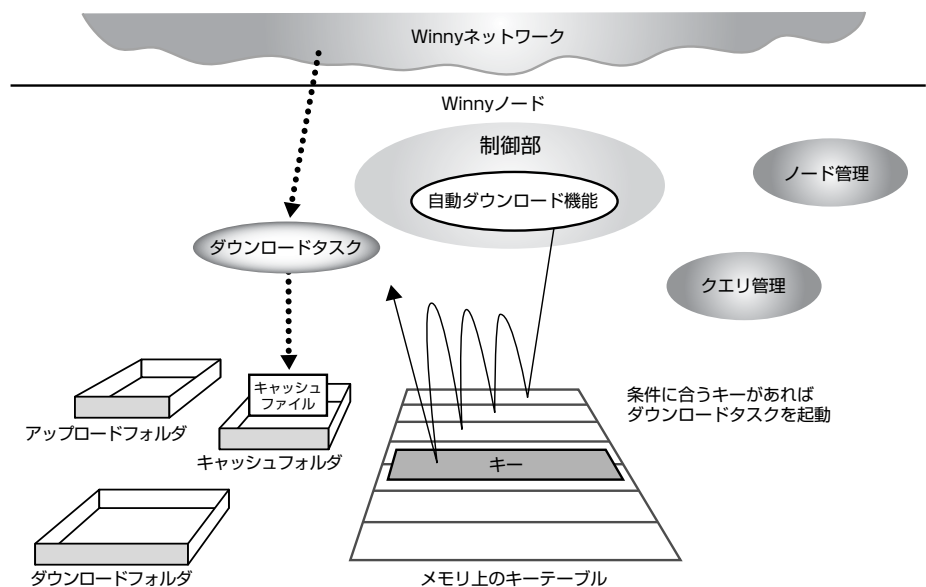 Winnyネットワーク
Winnyノード
制御部
自動ダウンロード機能
ノード管理
ダウンロードタスク
クエリ管理
キャッシュ
ファイル
条件に合うキーがあれば
ダウンロードタスクを起動
アップロードフォルダ
キャッシュフォルダ
キー
ダウンロードフォルダ
メモリ上のキーテーブル